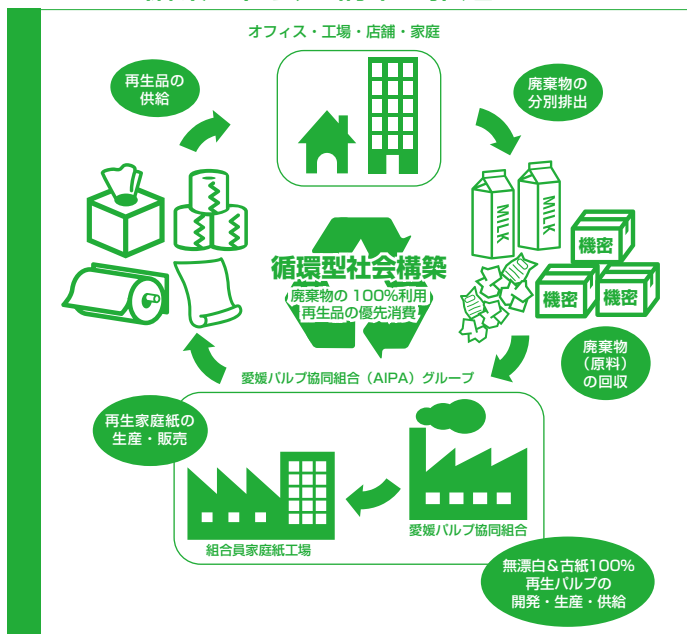 オフィス・工場・店舗・家庭
再生品の
供給
廃棄物の
分別排出
MILK
MILK
機密
機密
機密
循環型社会構築
廃棄物の100%利用
再生品の優先消費
廃棄物
（原料）
の回収
愛媛パルプ協同組合（AIPA）グループ
再生家庭紙の
生産・販売
愛媛パルプ協同組合
組合員家庭紙工場
無漂白&古紙100%
再生パルプの
開発・生産・供給